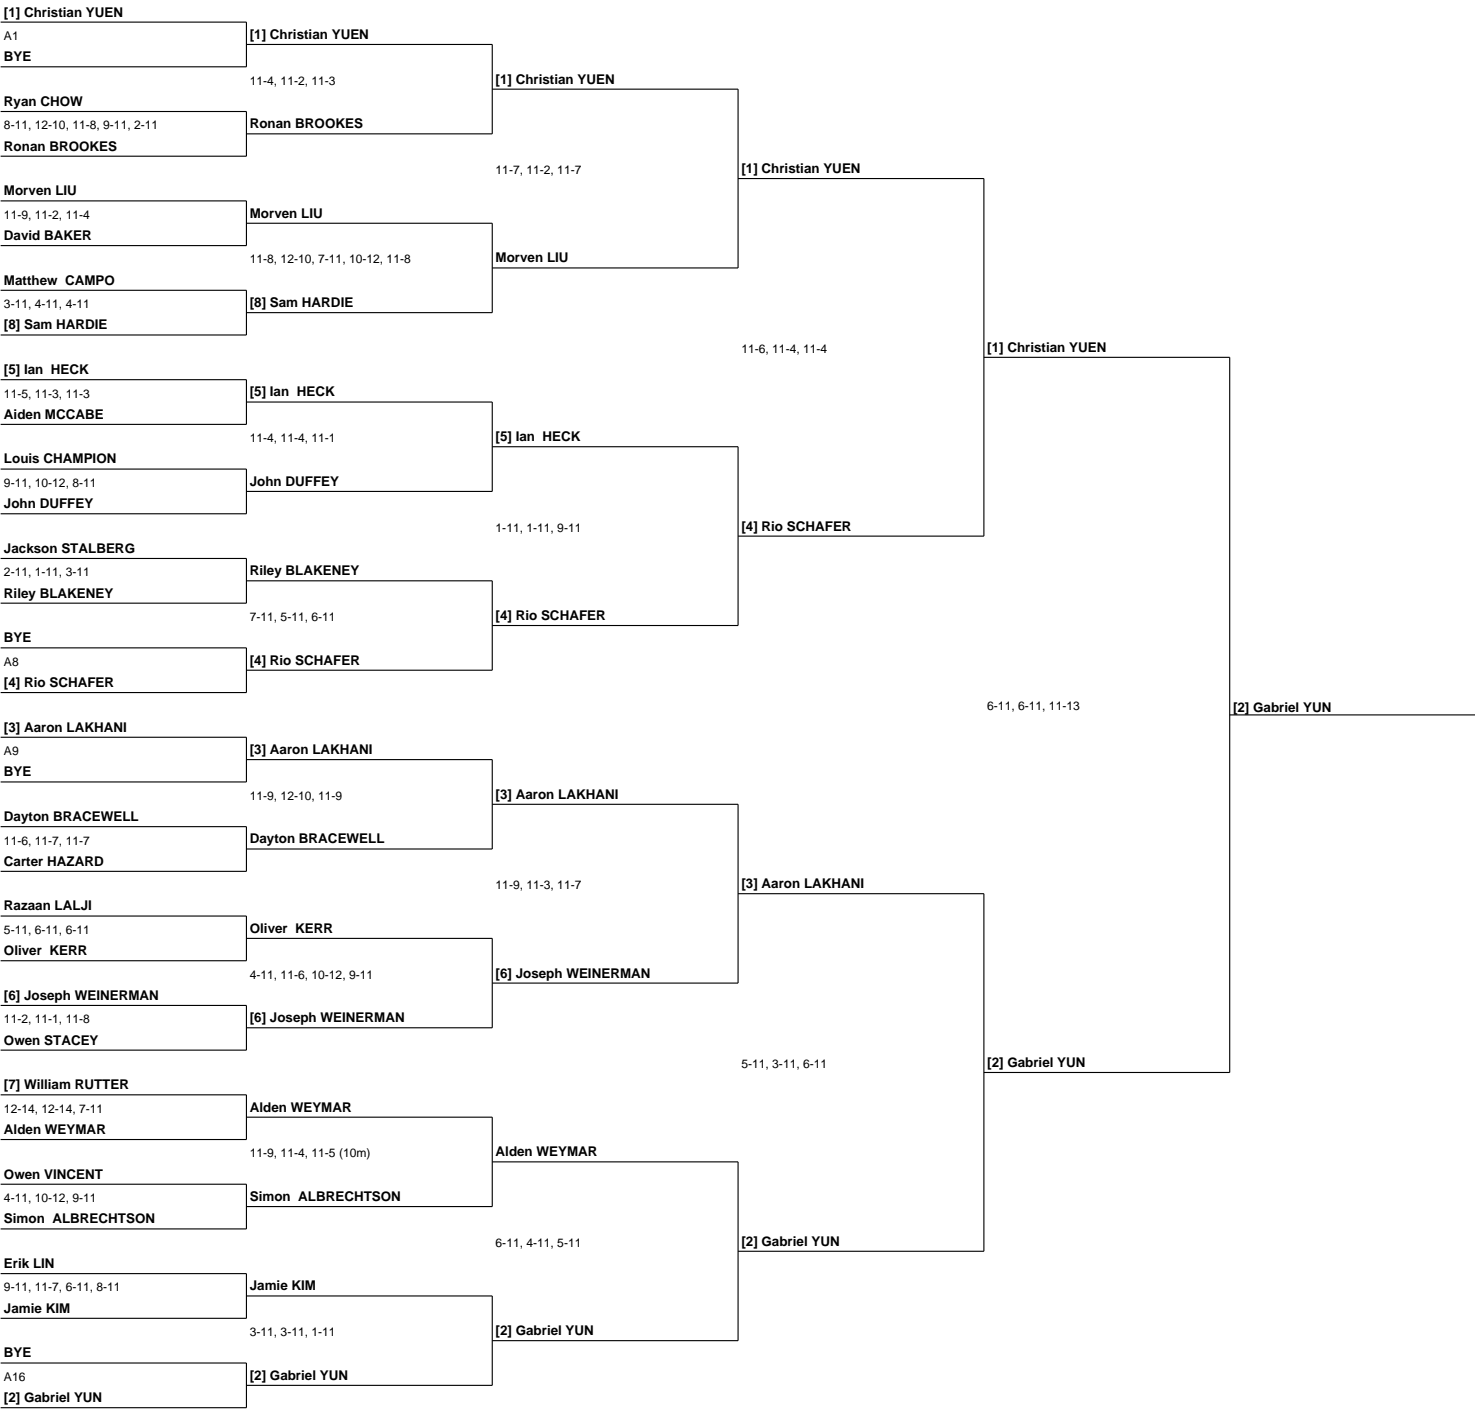 [1] Christian YUEN
A1
BYE
Ryan CHOW
8-11, 12-10, 11-8, 9-11, 2-11
Ronan BROOKES
Morven LIU
11-9, 11-2, 11-4
David BAKER
Matthew  CAMPO
3-11, 4-11, 4-11
[8] Sam HARDIE
[5] Ian  HECK
11-5, 11-3, 11-3
Aiden MCCABE
Louis CHAMPION
9-11, 10-12, 8-11
John DUFFEY
Jackson STALBERG
2-11, 1-11, 3-11
Riley BLAKENEY
BYE
A8
[4] Rio SCHAFER
[3] Aaron LAKHANI
A9
BYE
Dayton BRACEWELL
11-6, 11-7, 11-7
Carter HAZARD
Razaan LALJI
5-11, 6-11, 6-11
Oliver  KERR
[6] Joseph WEINERMAN
11-2, 11-1, 11-8
Owen STACEY
[7] William RUTTER
12-14, 12-14, 7-11
Alden WEYMAR
Owen VINCENT
4-11, 10-12, 9-11
Simon  ALBRECHTSON
Erik LIN
9-11, 11-7, 6-11, 8-11
Jamie KIM
BYE
A16
[2] Gabriel YUN
[1] Christian YUEN
11-4, 11-2, 11-3
Ronan BROOKES
Morven LIU
11-8, 12-10, 7-11, 10-12, 11-8
[8] Sam HARDIE
[5] Ian  HECK
11-4, 11-4, 11-1
John DUFFEY
Riley BLAKENEY
7-11, 5-11, 6-11
[4] Rio SCHAFER
[3] Aaron LAKHANI
11-9, 12-10, 11-9
Dayton BRACEWELL
Oliver  KERR
4-11, 11-6, 10-12, 9-11
[6] Joseph WEINERMAN
Alden WEYMAR
11-9, 11-4, 11-5 (10m)
Simon  ALBRECHTSON
Jamie KIM
3-11, 3-11, 1-11
[2] Gabriel YUN
[1] Christian YUEN
11-7, 11-2, 11-7
Morven LIU
[5] Ian  HECK
1-11, 1-11, 9-11
[4] Rio SCHAFER
[3] Aaron LAKHANI
11-9, 11-3, 11-7
[6] Joseph WEINERMAN
Alden WEYMAR
6-11, 4-11, 5-11
[2] Gabriel YUN
[1] Christian YUEN
11-6, 11-4, 11-4
[4] Rio SCHAFER
[3] Aaron LAKHANI
5-11, 3-11, 6-11
[2] Gabriel YUN
[1] Christian YUEN
6-11, 6-11, 11-13
[2] Gabriel YUN
[2] Gabriel YUN